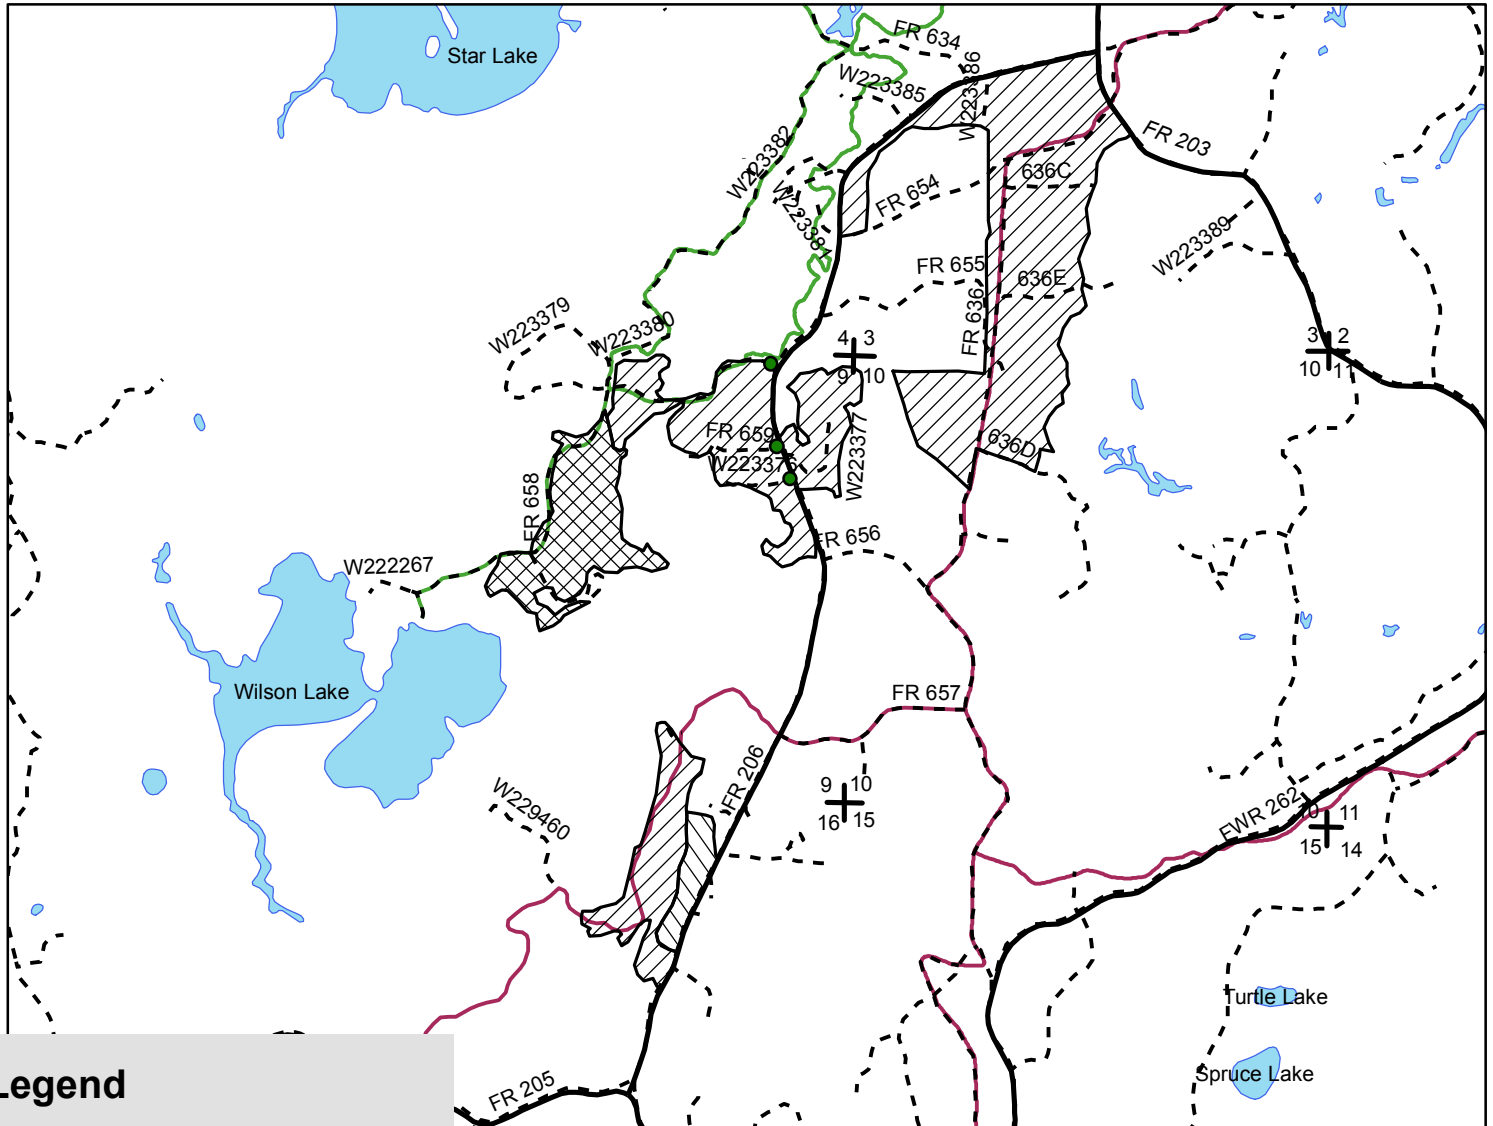 Star Lake
FR 634
W223385
W223386
W223382
FR 203
636C
FR 654
W223381
W223389
FR 655
636E
W223379
W223380
FR 636
4 3
9 10
3 2
10 11
FR 659
W223377
636D
W223376
FR 658
FR 656
W222267
Wilson Lake
FR 657
FR 206
W229460
9 10
16 15
FWR 262
10 11
15 14
Turtle Lake
Spruce Lake
FR 205
Legend